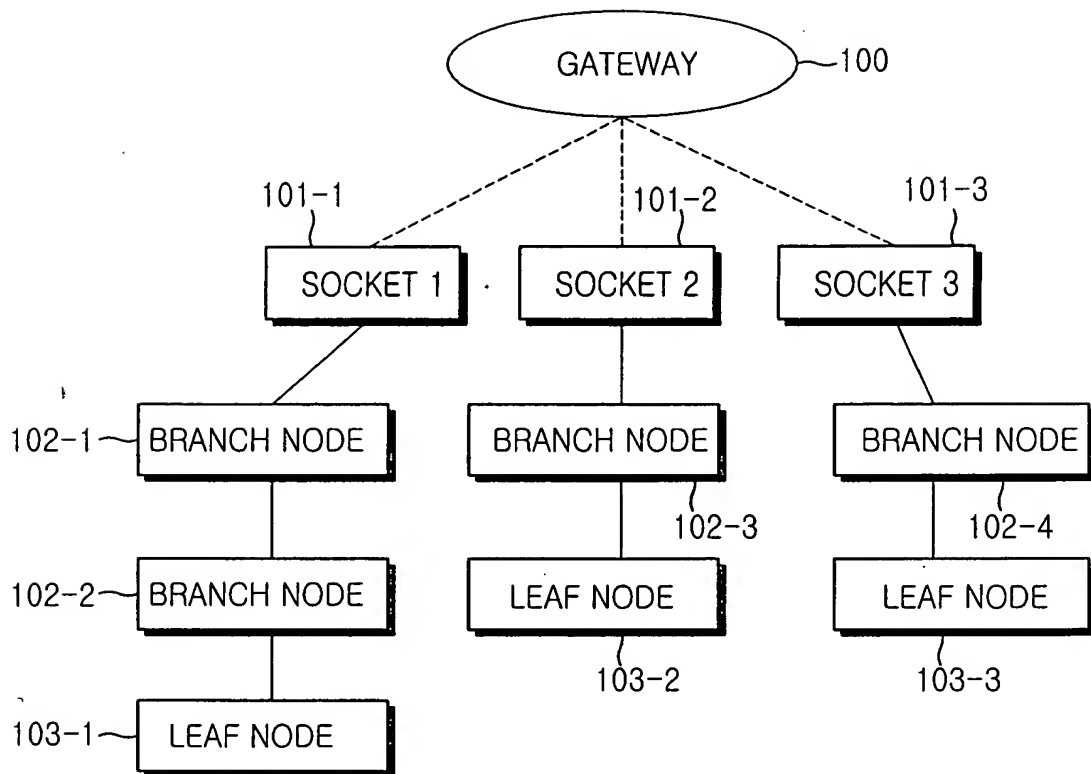 GATEWAY 100
101-1 101-2 101-3
SOCKET 1 SOCKET 2 SOCKET 3
102-1 BRANCH NODE BRANCH NODE BRANCH NODE
102-3 102-4
102-2 BRANCH NODE LEAF NODE LEAF NODE
103-2 103-3
103-1 LEAF NODE